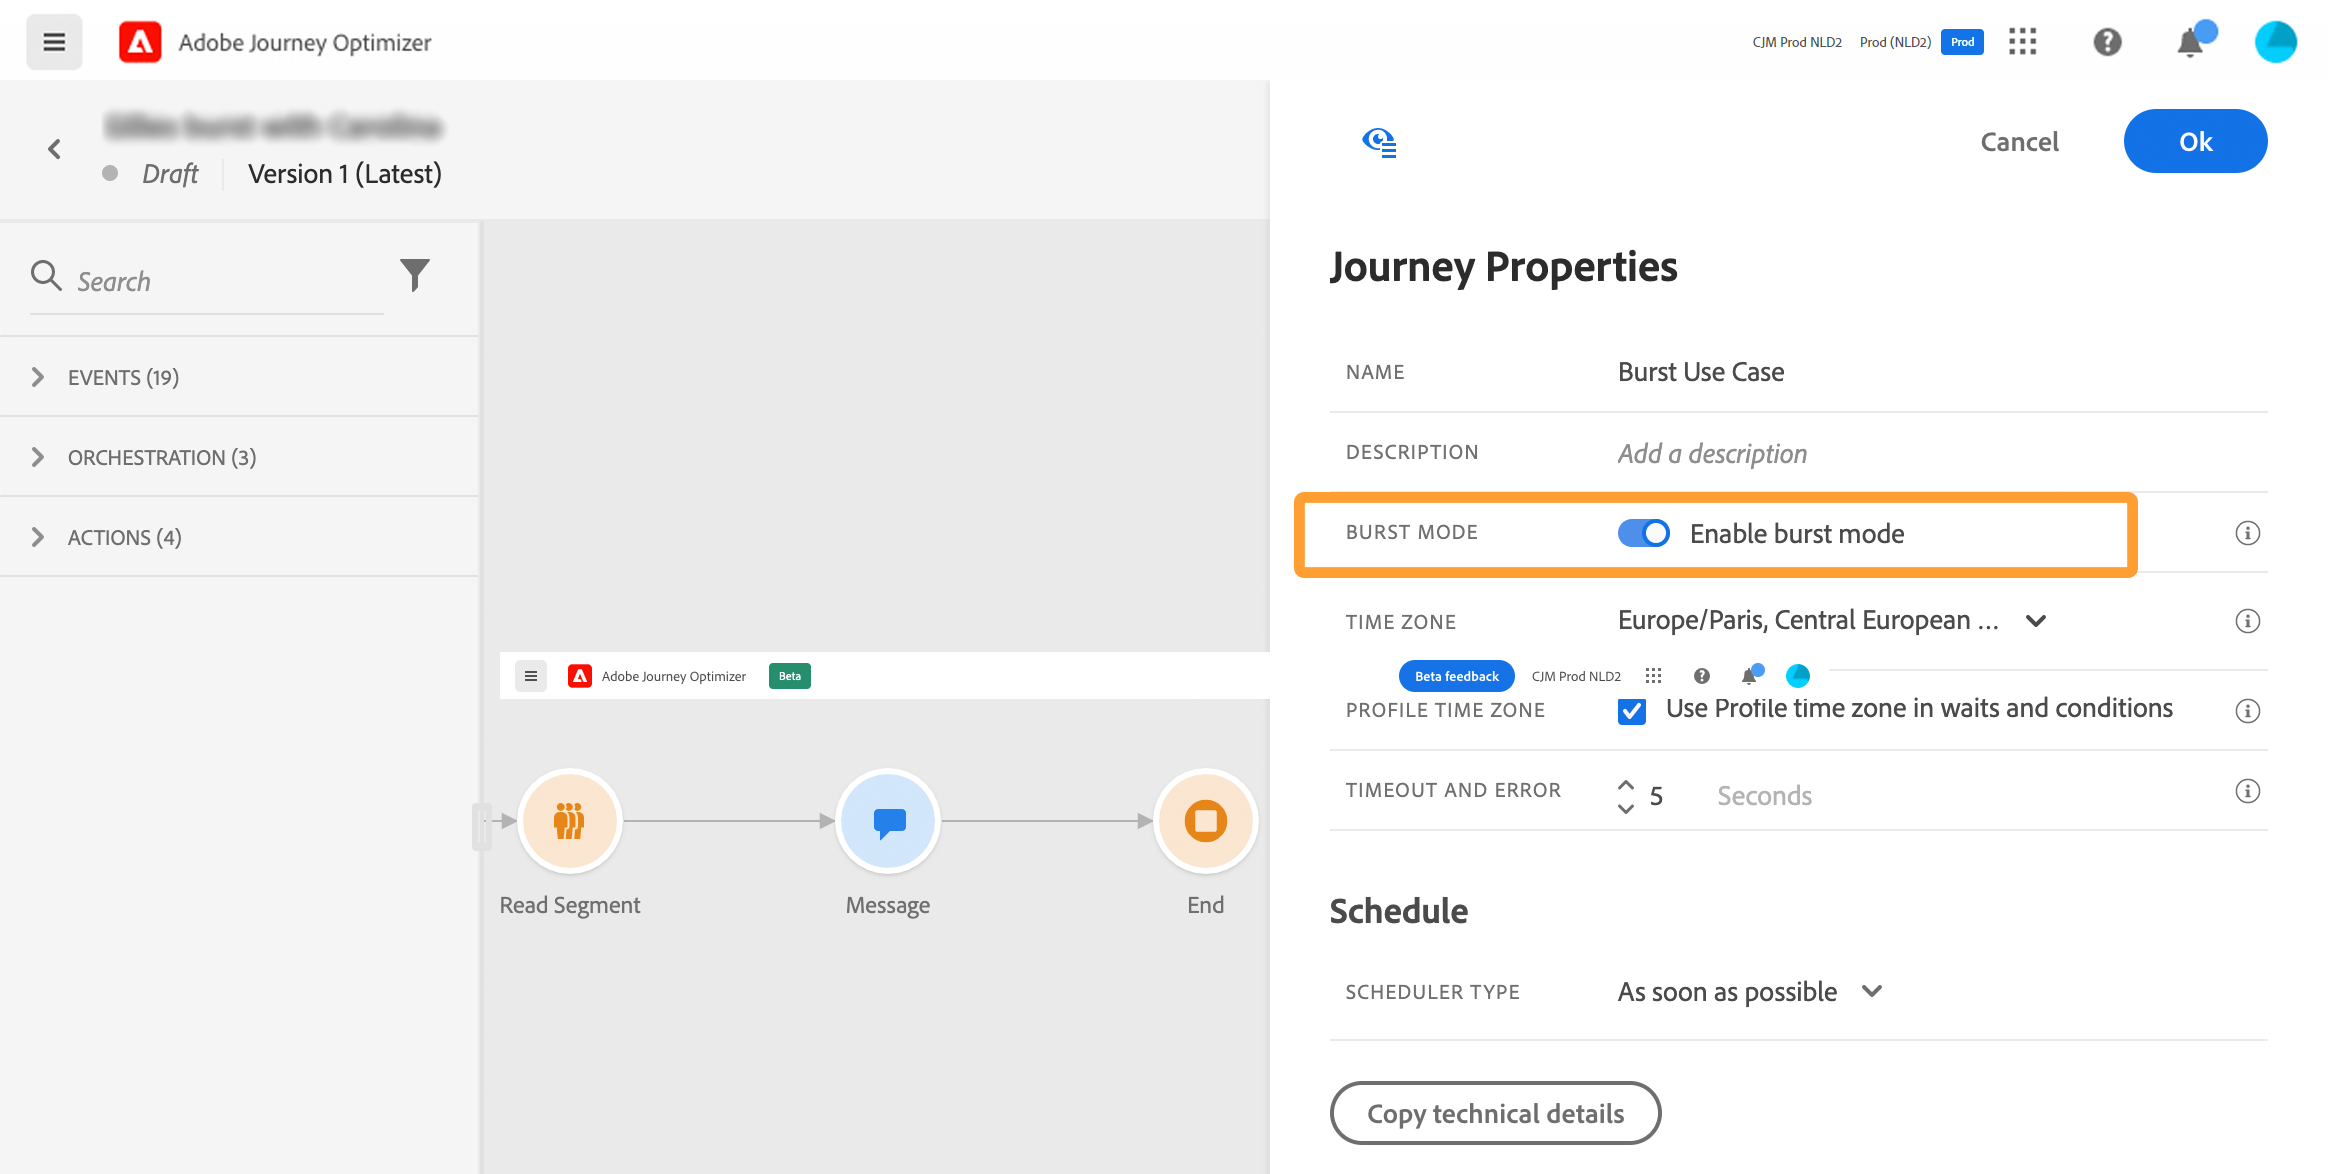 Adobe Journey Optimizer
CJM Prod NLD2 Prod (NLD2) Prod
Draft Version 1 (Latest)
Cancel Ok
Search
EVENTS (19)
ORCHESTRATION (3)
ACTIONS (4)
Adobe Journey Optimizer Beta
Read Segment
Message
End
Journey Properties
NAME Burst Use Case
DESCRIPTION Add a description
BURST MODE Enable burst mode
TIME ZONE Europe/Paris, Central European ...
Beta feedback CJM Prod NLD2
PROFILE TIME ZONE Use Profile time zone in waits and conditions
TIMEOUT AND ERROR 5 Seconds
Schedule
SCHEDULER TYPE As soon as possible
Copy technical details